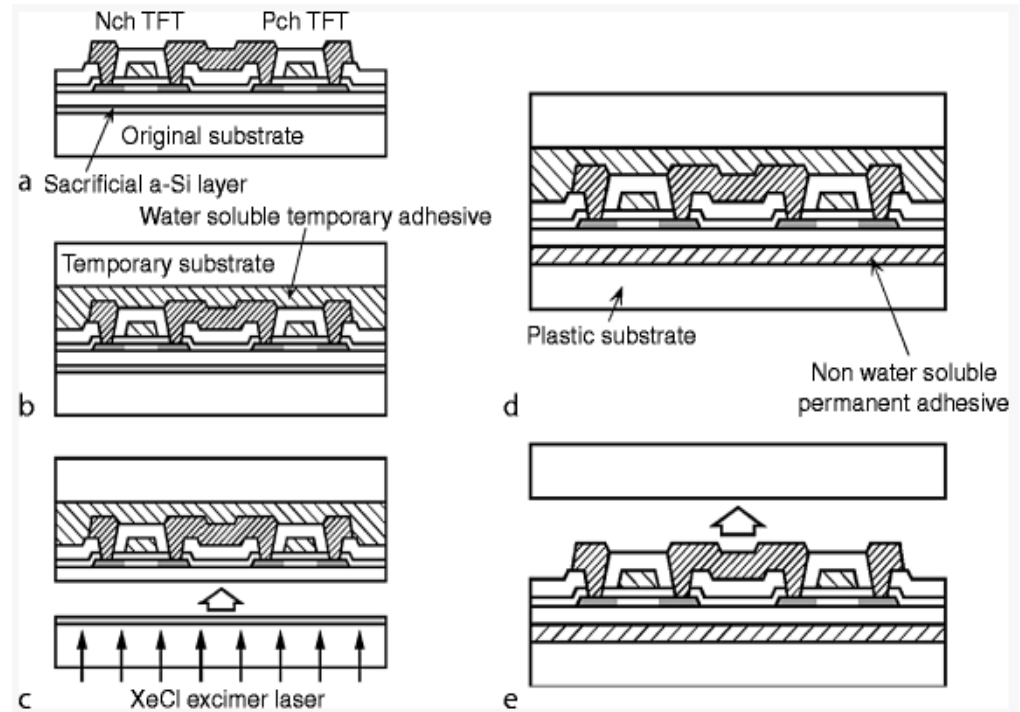 Nch TFT
Pch TFT
Original substrate
a
Sacrificial a-Si layer
Water soluble temporary adhesive
Temporary substrate
b
c
XeCl excimer laser
Plastic substrate
Non water soluble
permanent adhesive
d
e